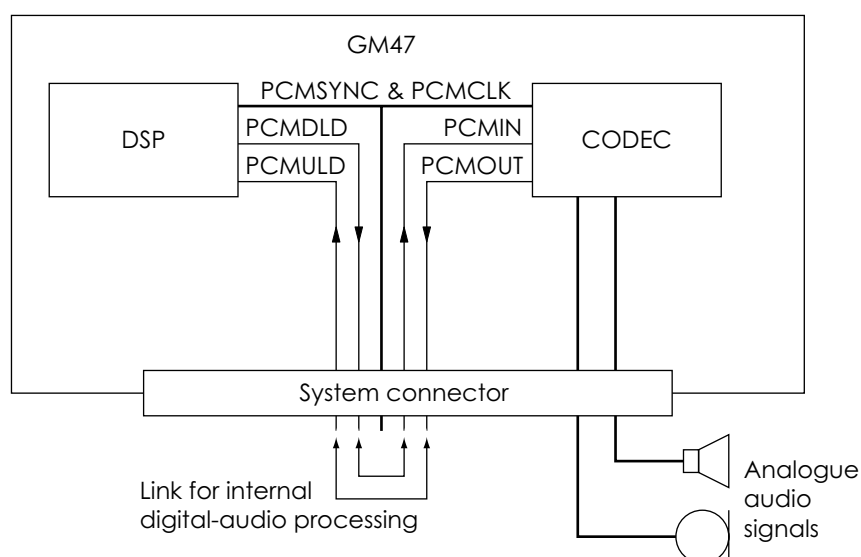 GM47
PCMSYNC & PCMCLK
DSP
PCMDLD
PCMIN
CODEC
PCMULD
PCMOUT
System connector
Link for internal
digital-audio processing
Analogue
audio
signals